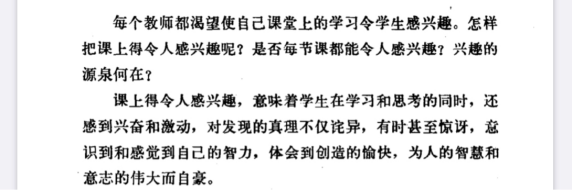 每个教师都渴望使自己课堂上的学习令学生感兴趣。怎样
把课上得令人感兴趣呢？是否每节课都能令人感兴趣？兴趣的
源泉何在？
课上得令人感兴趣，意味着学生在学习和思考的同时，还
感到兴奋和激动，对发现的真理不仅诧异，有时甚至惊讶，意
识到和感觉到自己的智力，体会到创造的愉快，为人的智慧和
意志的伟大而自豪。